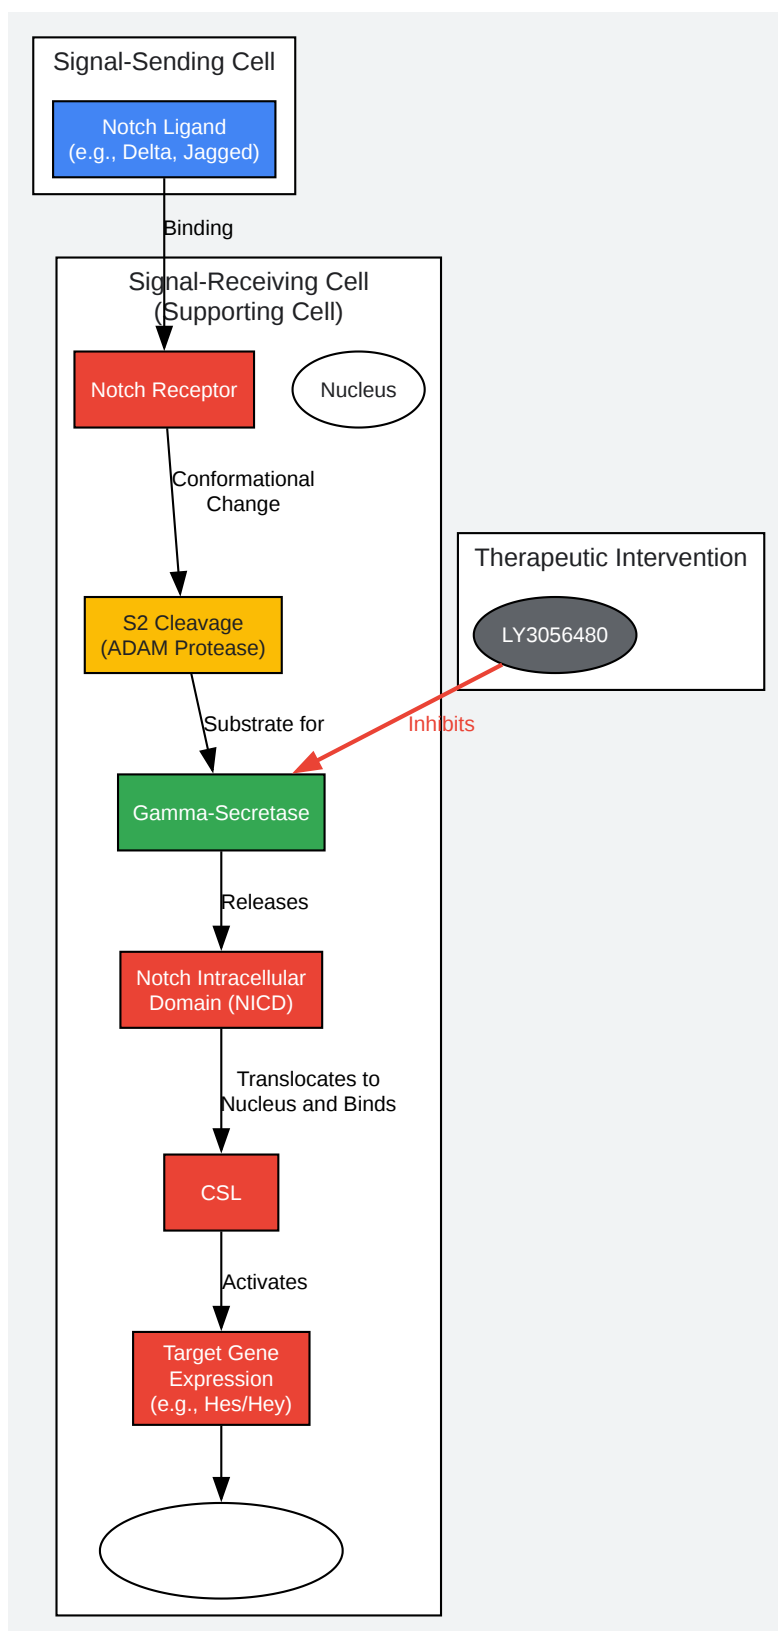 Signal-Sending Cell
Notch Ligand
(e.g., Delta, Jagged)
Binding
Signal-Receiving Cell
(Supporting Cell)
Notch Receptor
Nucleus
Conformational
Change
Therapeutic Intervention
S2 Cleavage
(ADAM Protease)
LY3056480
Substrate for
Inhibits
Gamma-Secretase
Releases
Notch Intracellular
Domain (NICD)
Translocates to
Nucleus and Binds
CSL
Activates
Target Gene
Expression
(e.g., Hes/Hey)